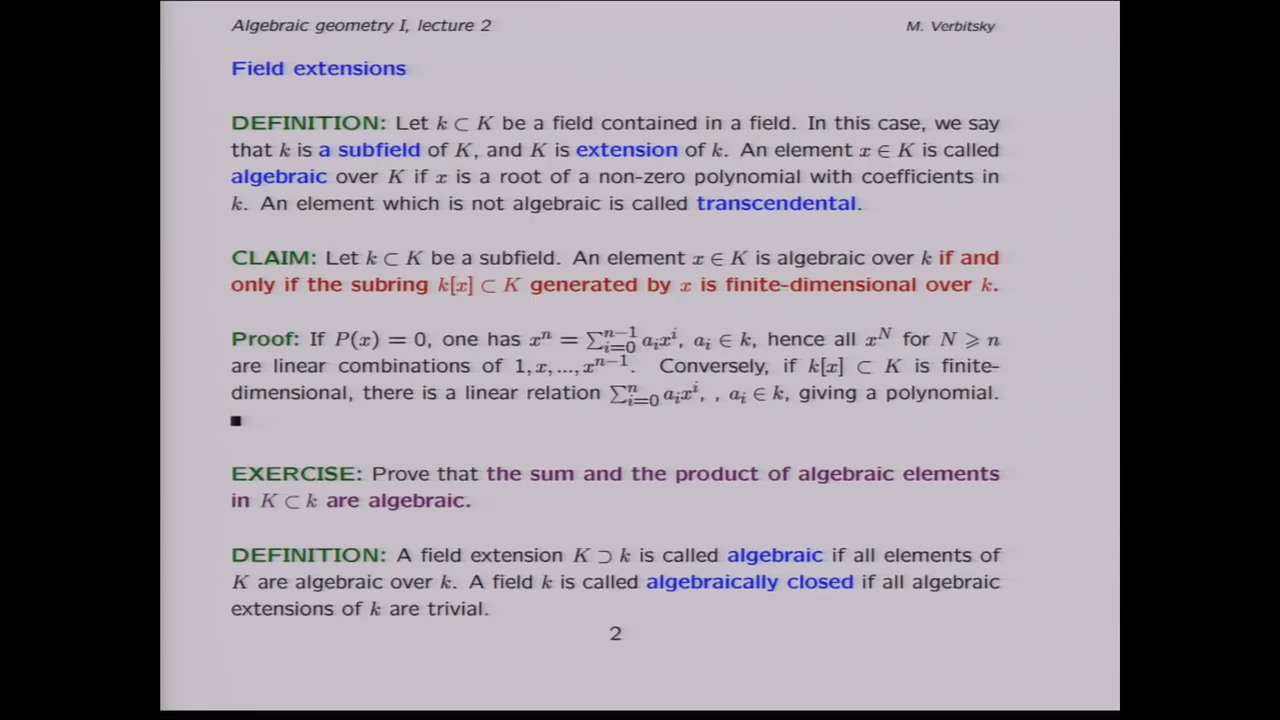 Algebraic geometry I, lecture 2 M. Verbitsky
Field extensions
DEFINITION: Let k ⊂ K be a field contained in a field. In this case, we say
that k is a subfield of K, and K is extension of k. An element x ∈ K is called
algebraic over K if x is a root of a non-zero polynomial with coefficients in
k. An element which is not algebraic is called transcendental.
CLAIM: Let k ⊂ K be a subfield. An element x ∈ K is algebraic over k if and
only if the subring k[x] ⊂ K generated by x is finite-dimensional over k.
Proof: If P(x) = 0, one has x^n = ∑_{i=0}^{n−1} a_i x^i, a_i ∈ k, hence all x^N for N ⩾ n
are linear combinations of 1, x, ..., x^{n−1}. Conversely, if k[x] ⊂ K is finite-
dimensional, there is a linear relation ∑_{i=0}^{n} a_i x^i, , a_i ∈ k, giving a polynomial.
■
EXERCISE: Prove that the sum and the product of algebraic elements
in K ⊂ k are algebraic.
DEFINITION: A field extension K ⊃ k is called algebraic if all elements of
K are algebraic over k. A field k is called algebraically closed if all algebraic
extensions of k are trivial.
2